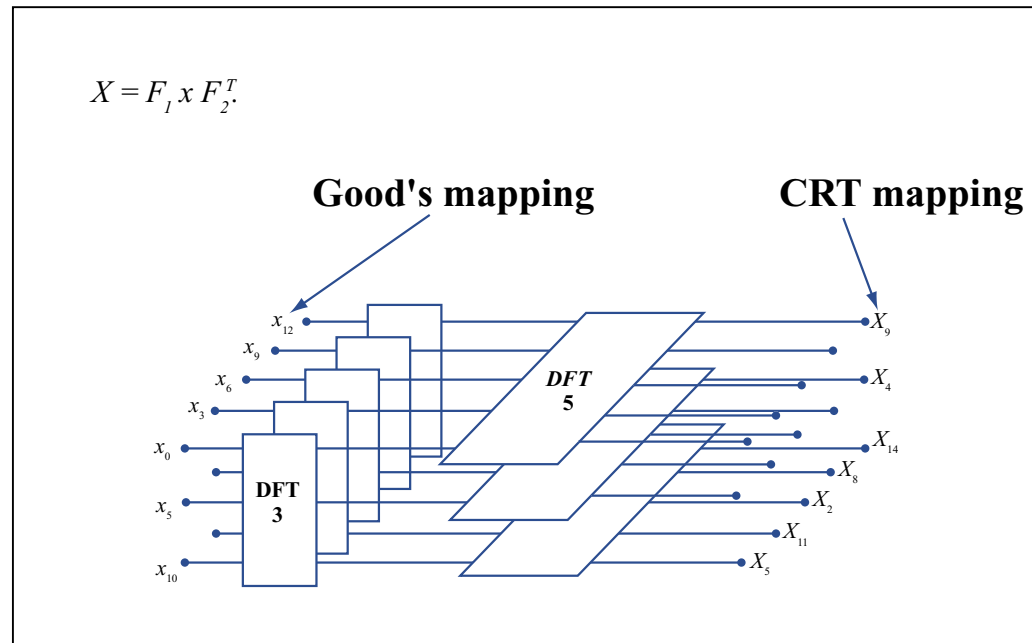 X = F₁ x F₂ᵀ.
Good's mapping
CRT mapping
x₁₂
X₉
x₉
x₆
DFT
5
X₄
x₃
x₀
X₁₄
DFT
3
X₈
x₅
X₂
X₁₁
x₁₀
X₅